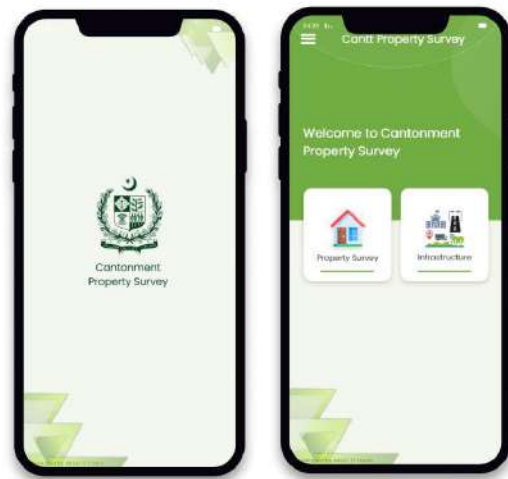 Cantonment
Property Survey
Cantt Property Survey
Welcome to Cantonment
Property Survey
Property Survey
Infrastructure